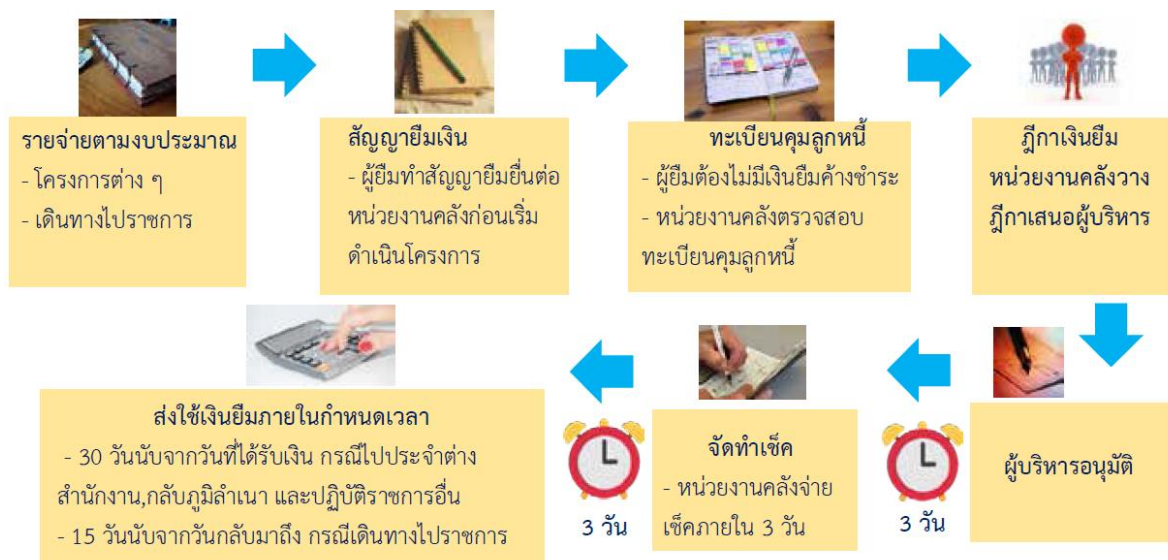 รายจ่ายตามงบประมาณ
- โครงการต่าง ๆ
- เดินทางไปราชการ
สัญญายืมเงิน
- ผู้ยืมทำสัญญายืมยื่นต่อ
หน่วยงานคลังก่อนเริ่ม
ดำเนินโครงการ
ทะเบียนคุมลูกหนี้
- ผู้ยืมต้องไม่มีเงินยืมค้างชำระ
- หน่วยงานคลังตรวจสอบ
ทะเบียนคุมลูกหนี้
ฎีกาเงินยืม
หน่วยงานคลังวาง
ฎีกาเสนอผู้บริหาร
ผู้บริหารอนุมัติ
3 วัน
จัดทำเช็ค
- หน่วยงานคลังจ่าย
เช็คภายใน 3 วัน
3 วัน
ส่งใช้เงินยืมภายในกำหนดเวลา
- 30 วันนับจากวันที่ได้รับเงิน กรณีไปประจำต่าง
สำนักงาน,กลับภูมิลำเนา และปฏิบัติราชการอื่น
- 15 วันนับจากวันกลับมาถึง กรณีเดินทางไปราชการ